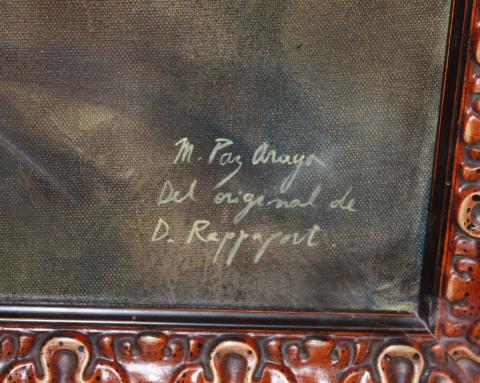 M. Paz Araya
Del original de
D. Rappaport.